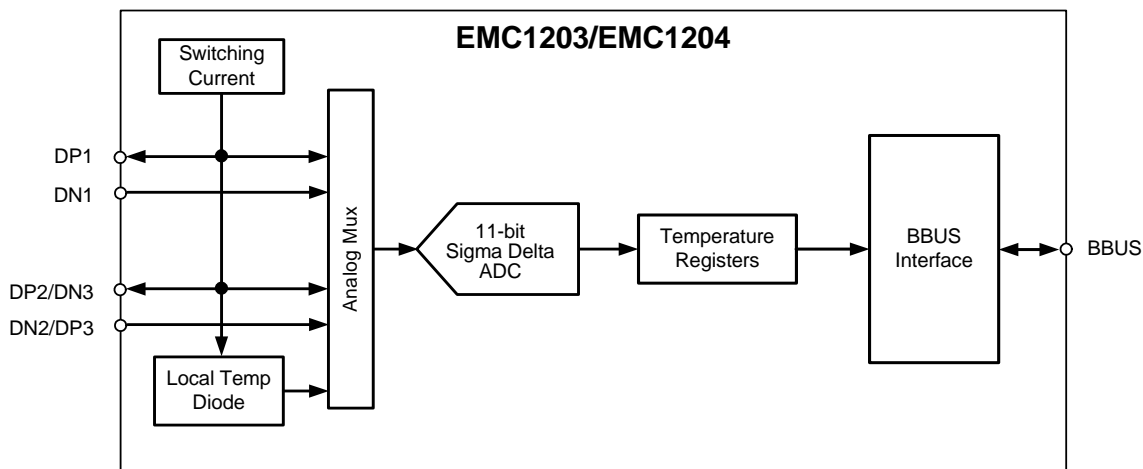 EMC1203/EMC1204
Switching
Current
DP1
DN1
DP2/DN3
DN2/DP3
Local Temp
Diode
Analog Mux
11-bit
Sigma Delta
ADC
Temperature
Registers
BBUS
Interface
BBUS